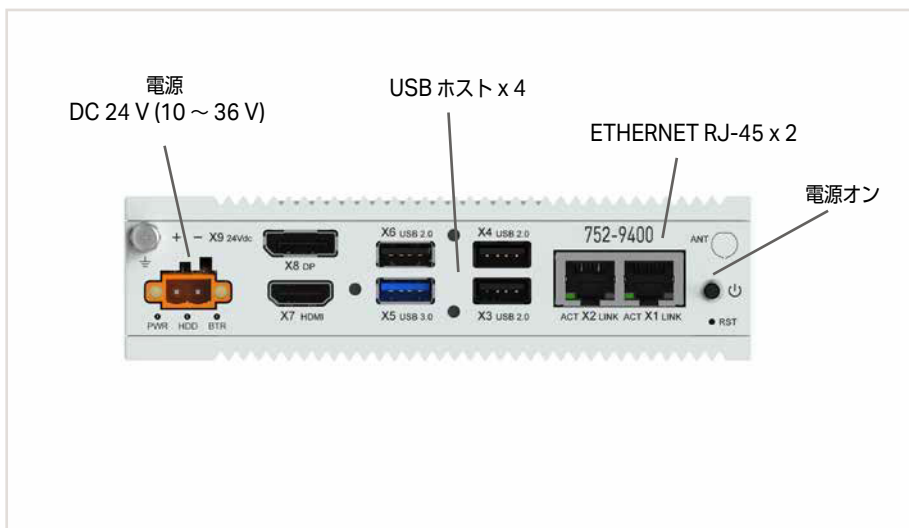 電源
DC 24 V (10 ～ 36 V)
USB ホスト x 4
ETHERNET RJ-45 x 2
電源オン
+ − X9 24Vdc
X8 DP
X6 USB 2.0
X4 USB 2.0
752-9400
ANT
X7 HDMI
X5 USB 3.0
X3 USB 2.0
ACT X2 LINK ACT X1 LINK
RST
PWR HDD BTR